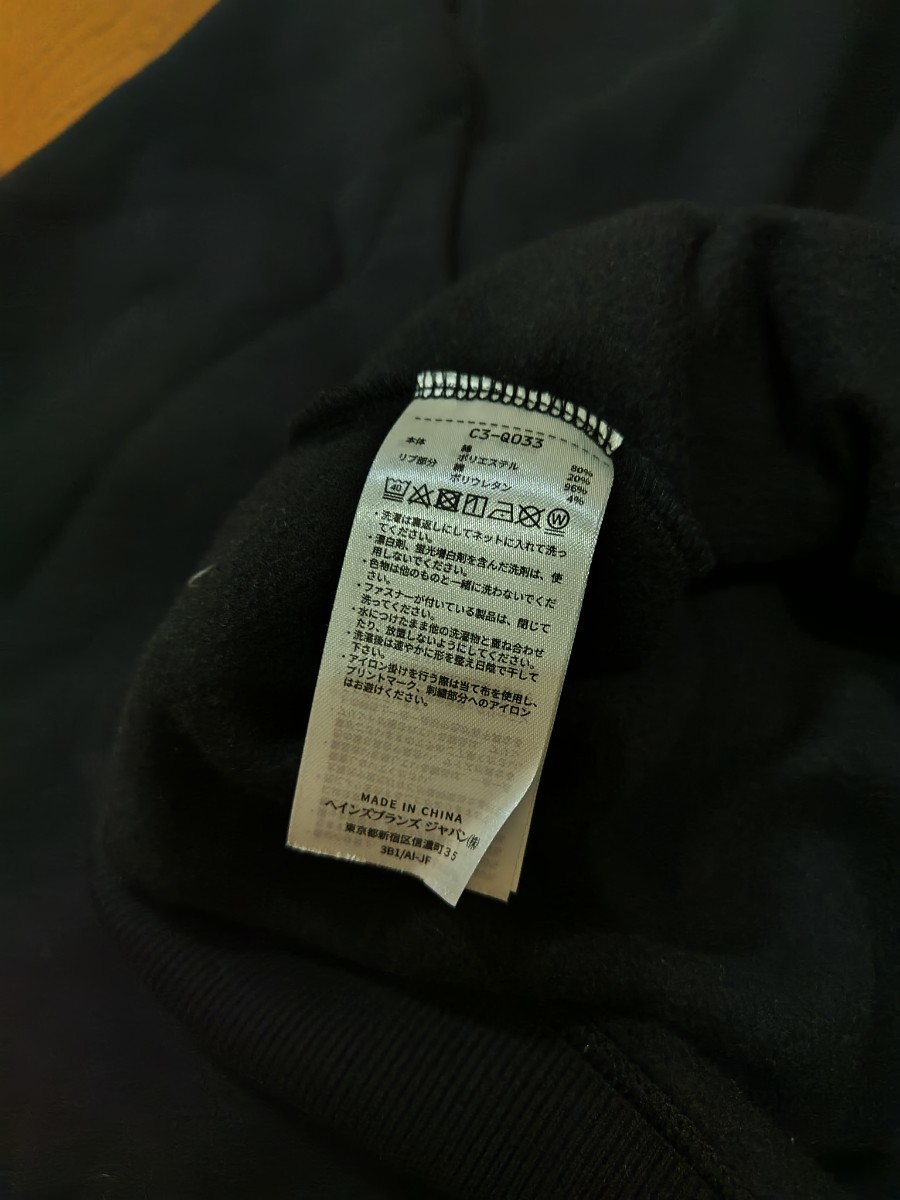 C3-Q033
本体 綿 80%
ポリエステル 20%
リブ部分 綿 96%
ポリウレタン 4%
40 W
・洗濯は裏返しにしてネットに入れて洗っ
てください。
・漂白剤、蛍光増白剤を含んだ洗剤は、使
用しないでください。
・色物は他のものと一緒に洗わないでくだ
さい。
・ファスナーが付いている製品は、閉じて
洗ってください。
・水につけたまま他の洗濯物と重ね合わせ
たり、放置しないようにしてください。
・洗濯後は速やかに形を整え日陰で干して
下さい。
・アイロン掛けを行う際は当て布を使用し、
プリントマーク、刺繍部分へのアイロン
はお避けください。
MADE IN CHINA
ヘインズブランズ ジャパン(株)
東京都新宿区信濃町35
3B1/AI-JF